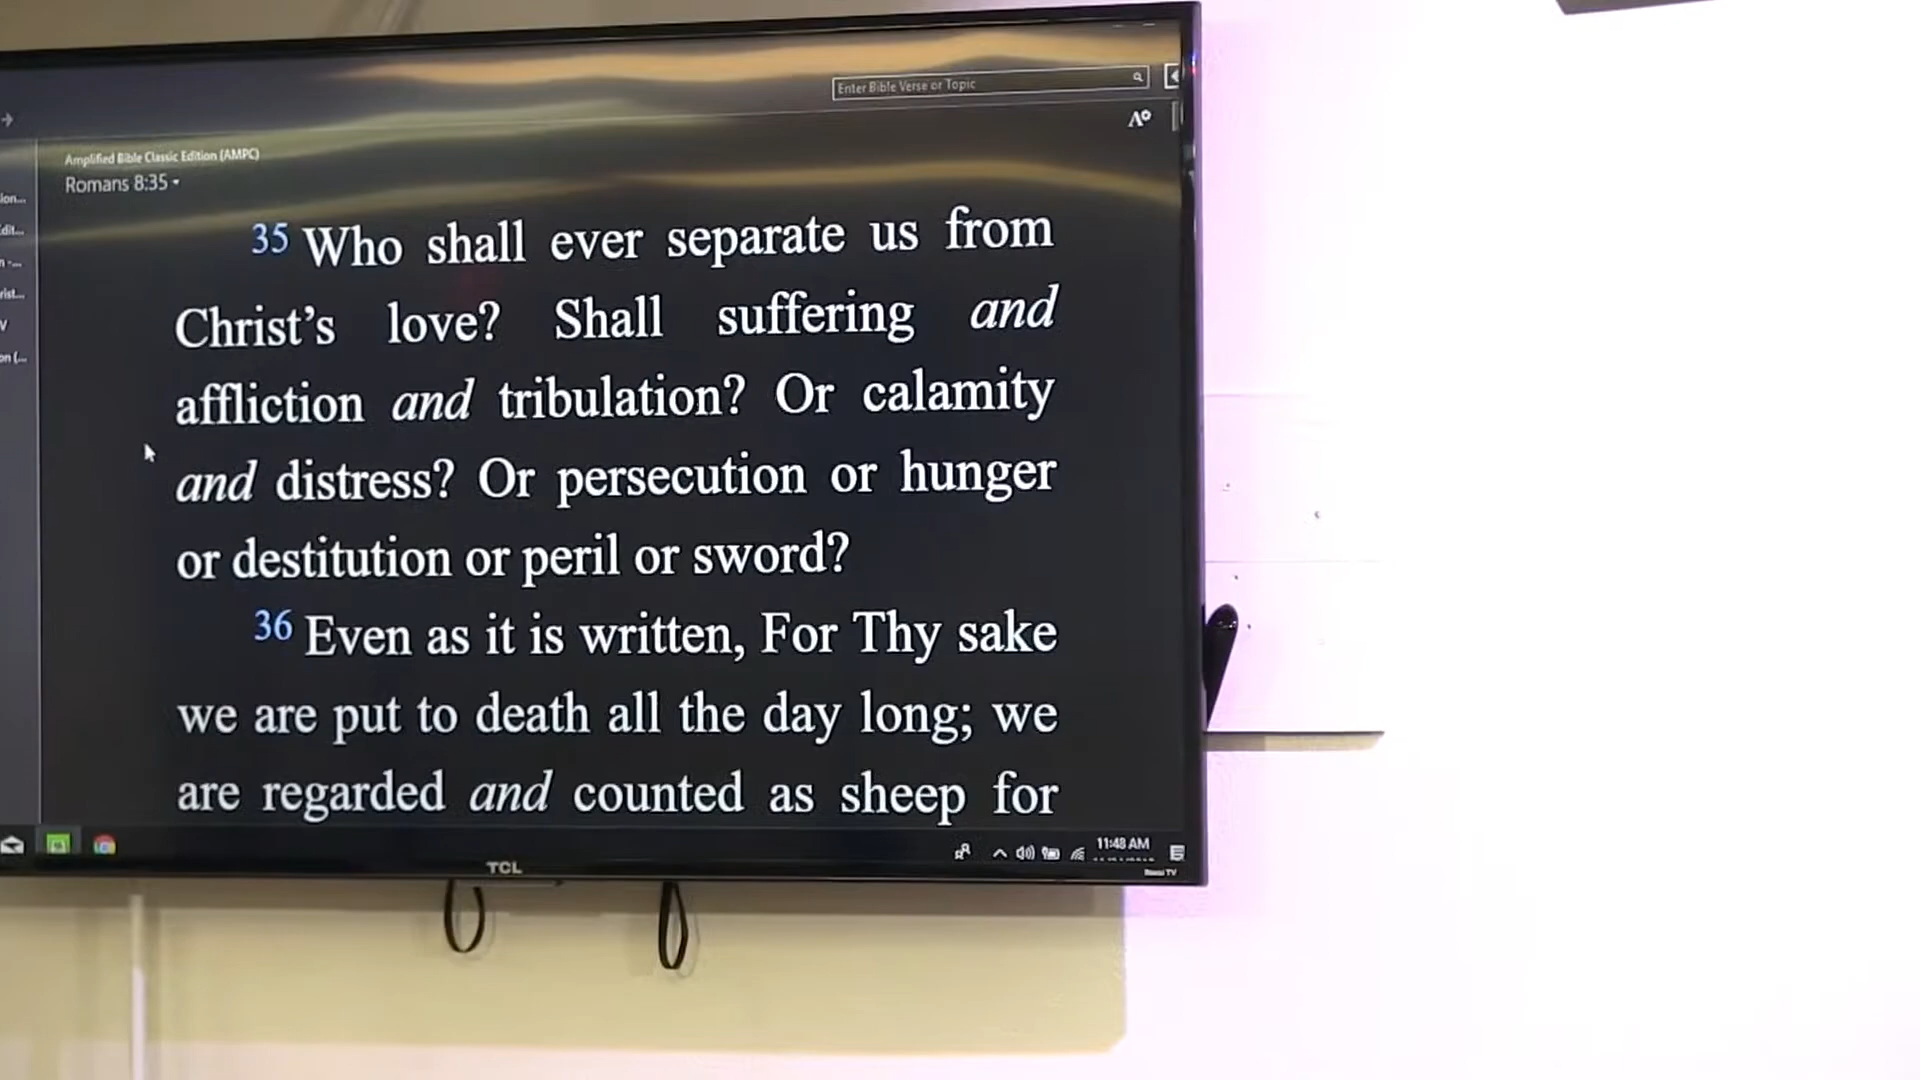 Enter Bible Verse or Topic
Amplified Bible Classic Edition (AMPC)
Romans 8:35
35 Who shall ever separate us from
Christ's love? Shall suffering and
affliction and tribulation? Or calamity
and distress? Or persecution or hunger
or destitution or peril or sword?
36 Even as it is written, For Thy sake
we are put to death all the day long; we
are regarded and counted as sheep for
11:48 AM
TCL
Roku TV